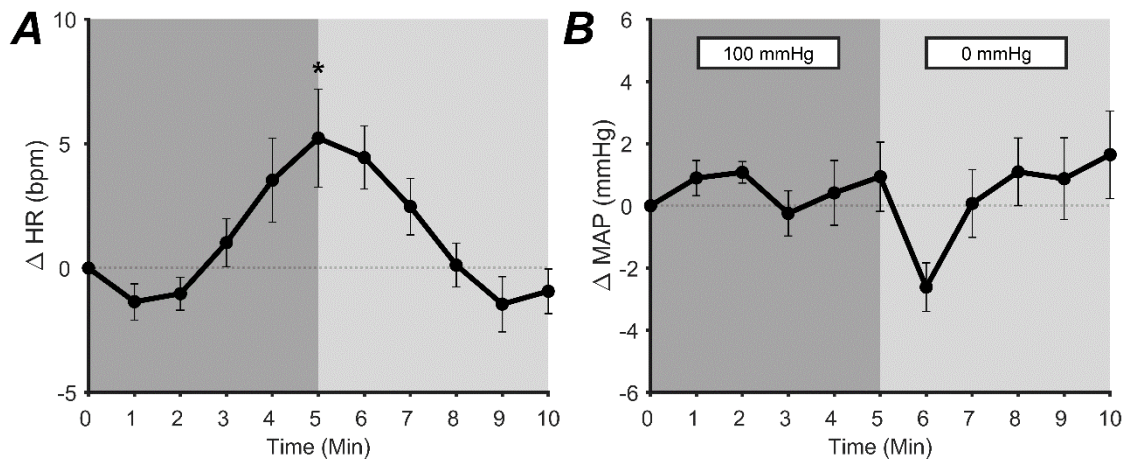 A
Δ HR (bpm)
10
5
0
-5
*
0 1 2 3 4 5 6 7 8 9 10
Time (Min)
B
Δ MAP (mmHg)
6
4
2
0
-2
-4
-6
100 mmHg
0 mmHg
0 1 2 3 4 5 6 7 8 9 10
Time (Min)